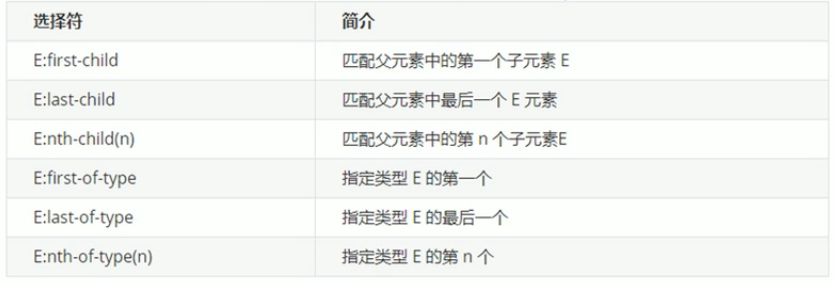 选择符 简介
E:first-child 匹配父元素中的第一个子元素 E
E:last-child 匹配父元素中最后一个 E 元素
E:nth-child(n) 匹配父元素中的第 n 个子元素E
E:first-of-type 指定类型 E 的第一个
E:last-of-type 指定类型 E 的最后一个
E:nth-of-type(n) 指定类型 E 的第 n 个